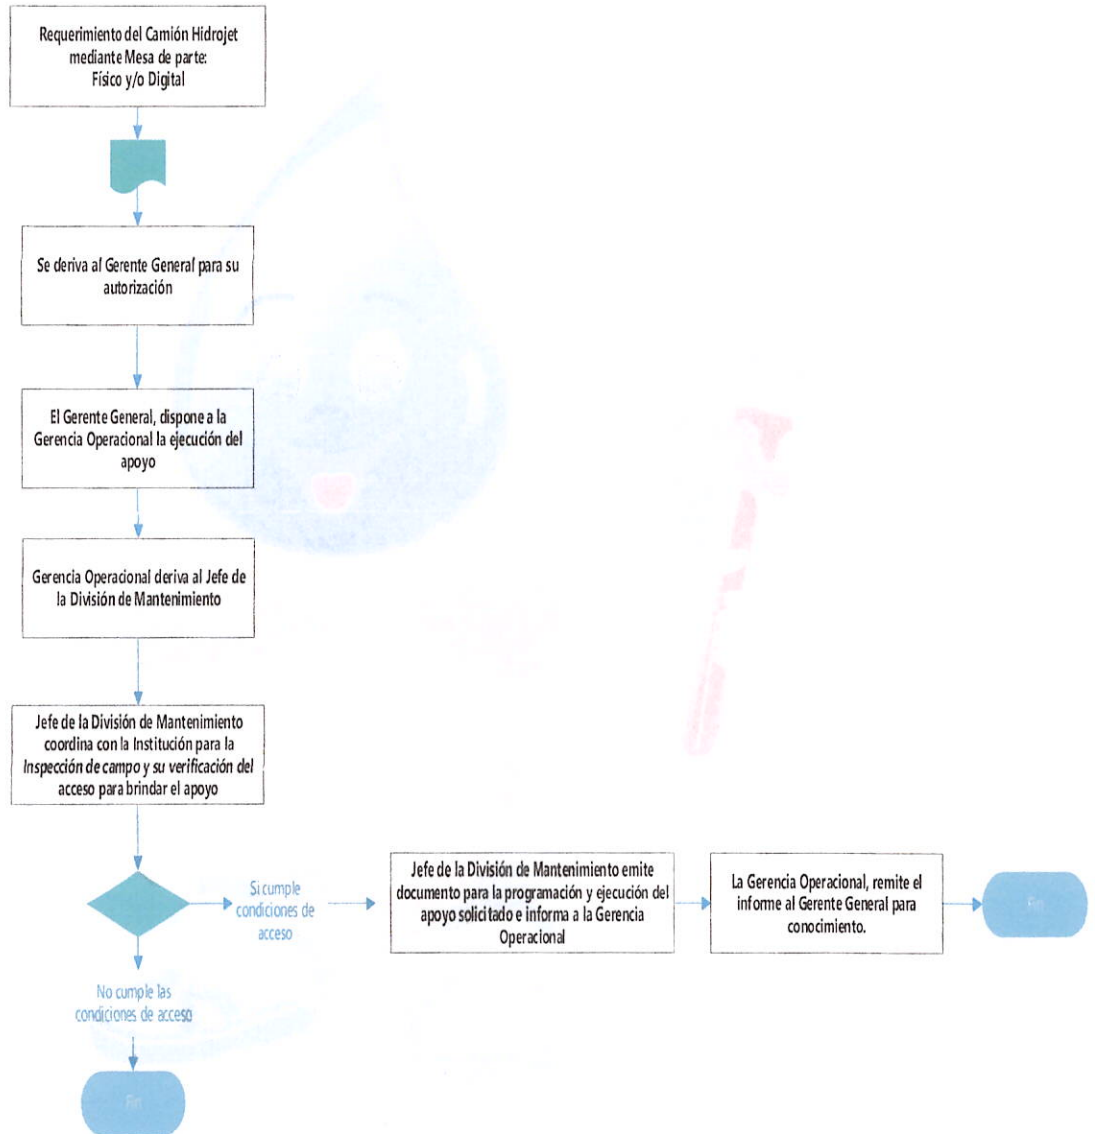 Requerimiento del Camión Hidrojet
mediante Mesa de parte:
Físico y/o Digital
Se deriva al Gerente General para su
autorización
El Gerente General, dispone a la
Gerencia Operacional la ejecución del
apoyo
Gerencia Operacional deriva al Jefe de
la División de Mantenimiento
Jefe de la División de Mantenimiento
coordina con la Institución para la
Inspección de campo y su verificación del
acceso para brindar el apoyo
Si cumple
condiciones de
acceso
Jefe de la División de Mantenimiento emite
documento para la programación y ejecución del
apoyo solicitado e informa a la Gerencia
Operacional
La Gerencia Operacional, remite el
informe al Gerente General para
conocimiento.
Fin
No cumple las
condiciones de acceso
Fin